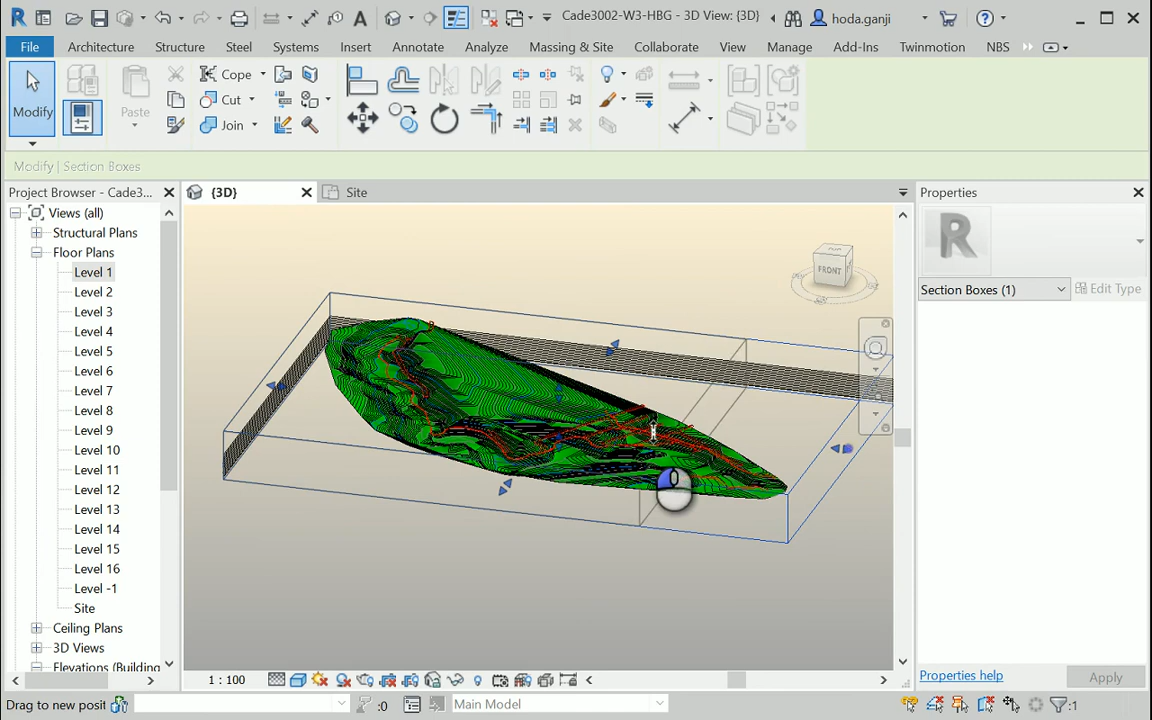 Cade3002-W3-HBG - 3D View: {3D}
hoda.ganji
File
Architecture
Structure
Steel
Systems
Insert
Annotate
Analyze
Massing & Site
Collaborate
View
Manage
Add-Ins
Twinmotion
NBS
Modify
Paste
Cope
Cut
Join
Modify | Section Boxes
Project Browser - Cade3...
{3D}
Site
Properties
Views (all)
Structural Plans
Floor Plans
Level 1
Level 2
Level 3
Level 4
Level 5
Level 6
Level 7
Level 8
Level 9
Level 10
Level 11
Level 12
Level 13
Level 14
Level 15
Level 16
Level -1
Site
Ceiling Plans
3D Views
Elevations (Building
FRONT
R
Section Boxes (1)
Edit Type
Properties help
Apply
1 : 100
Drag to new posit
:0
Main Model
:1